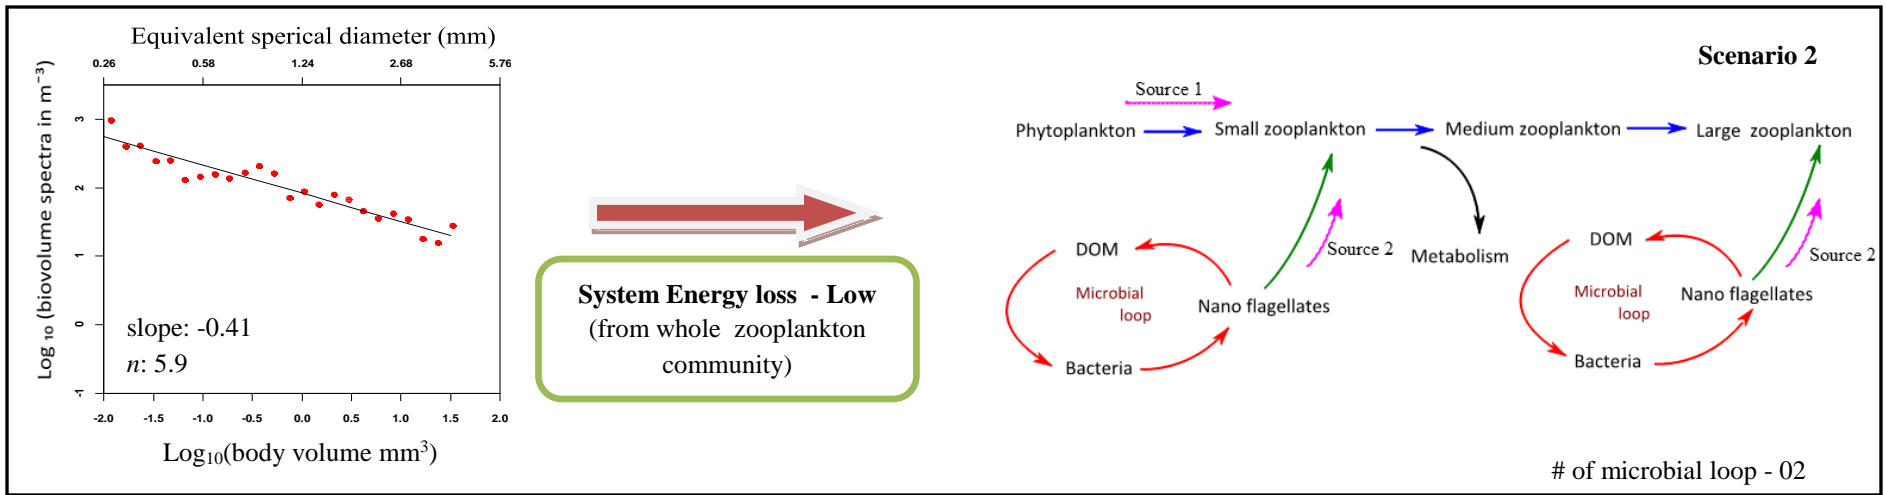 Equivalent sperical diameter (mm)
0.26 0.58 1.24 2.68 5.76
Log ₁₀ (biovolume spectra in m⁻³)
3
2
1
0
-1
slope: -0.41
n: 5.9
-2.0 -1.5 -1.0 -0.5 0.0 0.5 1.0 1.5 2.0
Log₁₀(body volume mm³)
System Energy loss - Low
(from whole zooplankton
community)
Scenario 2
Source 1
Phytoplankton Small zooplankton Medium zooplankton Large zooplankton
DOM
Source 2
Microbial
loop
Nano flagellates
Bacteria
Metabolism
DOM
Source 2
Microbial
loop
Nano flagellates
Bacteria
# of microbial loop - 02